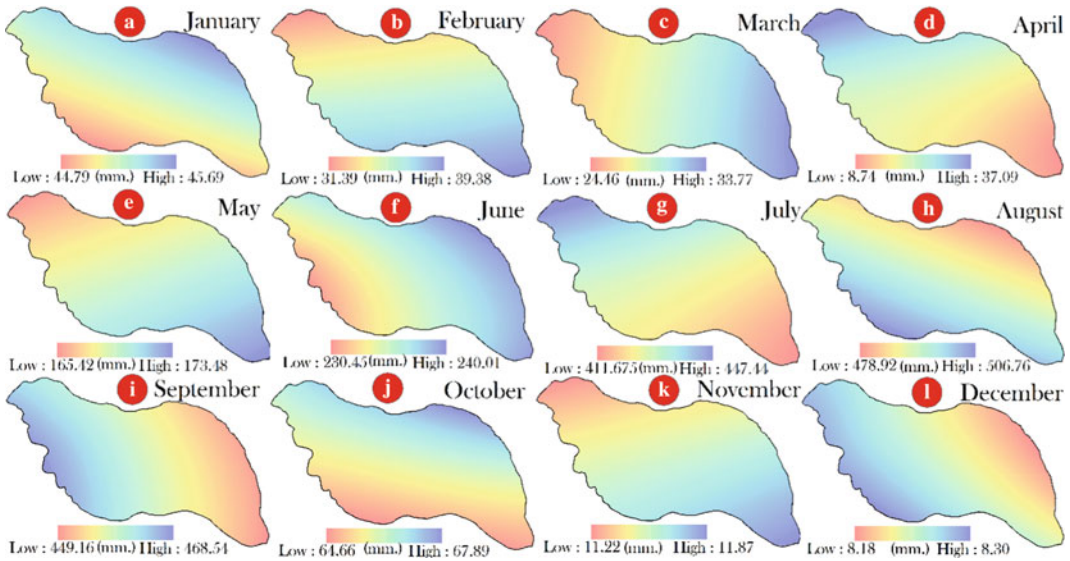 a January
b February
c March
d April
Low : 44.79 (mm.) High : 45.69
Low : 31.39 (mm.) High : 39.38
Low : 24.46 (mm.) High : 33.77
Low : 8.74 (mm.) High : 37.09
e May
f June
g July
h August
Low : 165.42 (mm.) High : 173.48
Low : 230.45 (mm.) High : 240.01
Low : 411.675 (mm.) High : 447.44
Low : 478.92 (mm.) High : 506.76
i September
j October
k November
l December
Low : 449.16 (mm.) High : 468.54
Low : 64.66 (mm.) High : 67.89
Low : 11.22 (mm.) High : 11.87
Low : 8.18 (mm.) High : 8.30